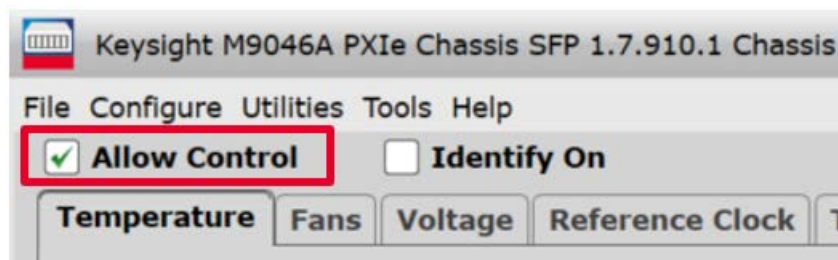 Keysight M9046A PXIe Chassis SFP 1.7.910.1 Chassis
File Configure Utilities Tools Help
Allow Control Identify On
Temperature Fans Voltage Reference Clock